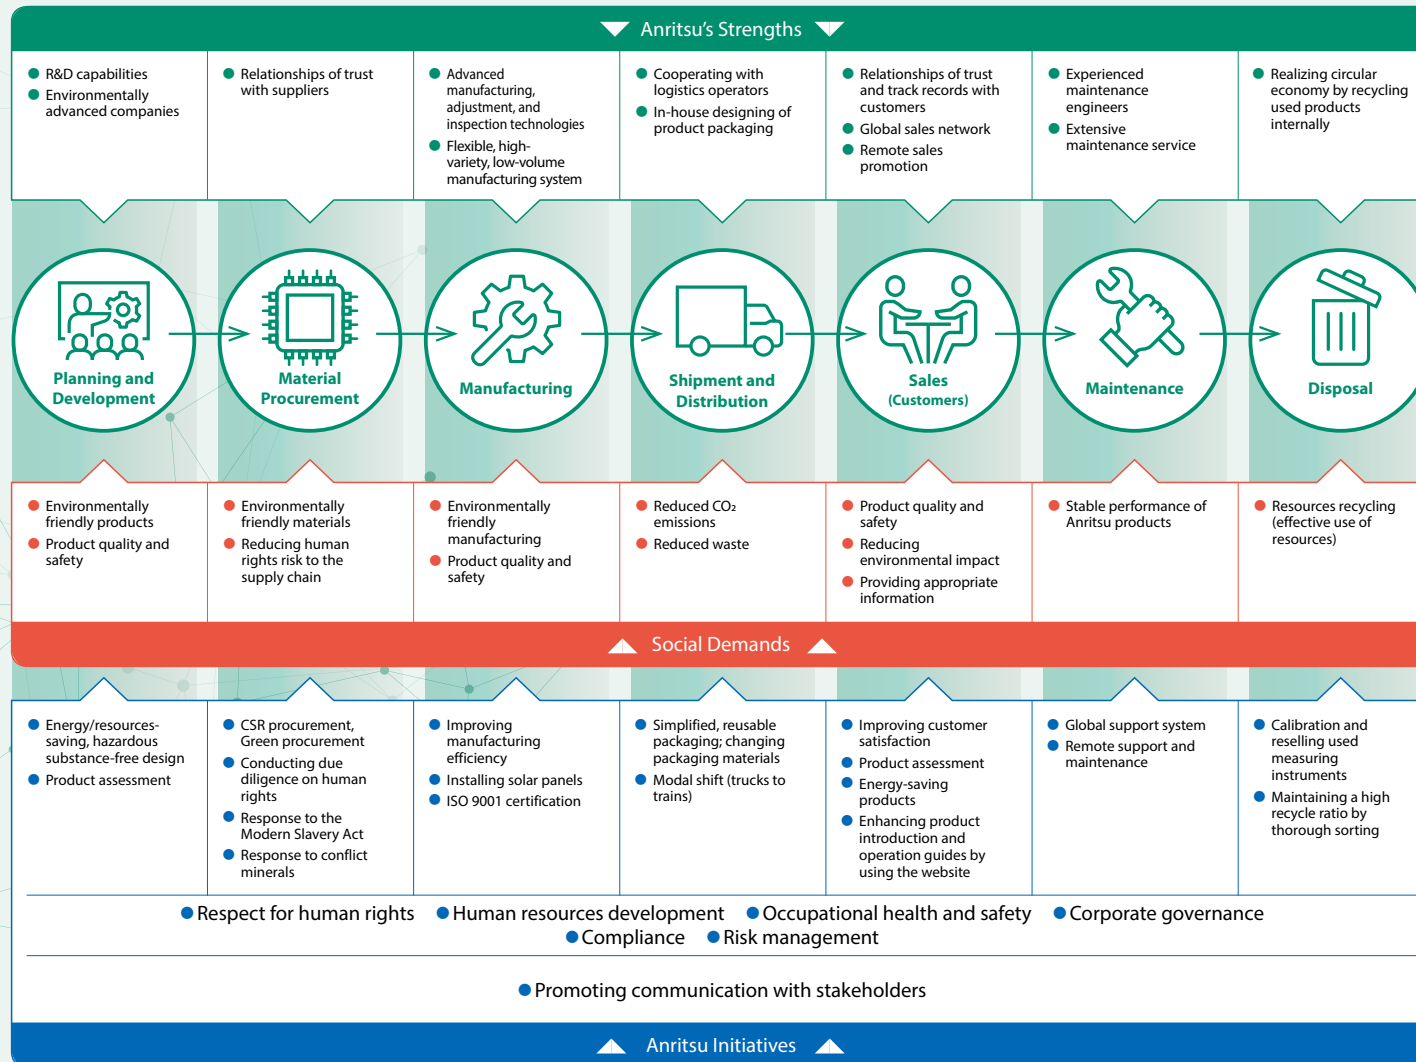 Anritsu's Strengths
R&D capabilities
Environmentally
advanced companies
Relationships of trust
with suppliers
Advanced
manufacturing,
adjustment, and
inspection technologies
Flexible, high-
variety, low-volume
manufacturing system
Cooperating with
logistics operators
In-house designing of
product packaging
Relationships of trust
and track records with
customers
Global sales network
Remote sales
promotion
Experienced
maintenance
engineers
Extensive
maintenance service
Realizing circular
economy by recycling
used products
internally
Planning and
Development
Material
Procurement
Manufacturing
Shipment and
Distribution
Sales
(Customers)
Maintenance
Disposal
Environmentally
friendly products
Product quality and
safety
Environmentally
friendly materials
Reducing human
rights risk to the
supply chain
Environmentally
friendly
manufacturing
Product quality and
safety
Reduced CO₂
emissions
Reduced waste
Product quality and
safety
Reducing
environmental impact
Providing appropriate
information
Stable performance of
Anritsu products
Resources recycling
(effective use of
resources)
Social Demands
Energy/resources-
saving, hazardous
substance-free design
Product assessment
CSR procurement,
Green procurement
Conducting due
diligence on human
rights
Response to the
Modern Slavery Act
Response to conflict
minerals
Improving
manufacturing
efficiency
Installing solar panels
ISO 9001 certification
Simplified, reusable
packaging; changing
packaging materials
Modal shift (trucks to
trains)
Improving customer
satisfaction
Product assessment
Energy-saving
products
Enhancing product
introduction and
operation guides by
using the website
Global support system
Remote support and
maintenance
Calibration and
reselling used
measuring
instruments
Maintaining a high
recycle ratio by
thorough sorting
Respect for human rights Human resources development Occupational health and safety Corporate governance
Compliance Risk management
Promoting communication with stakeholders
Anritsu Initiatives